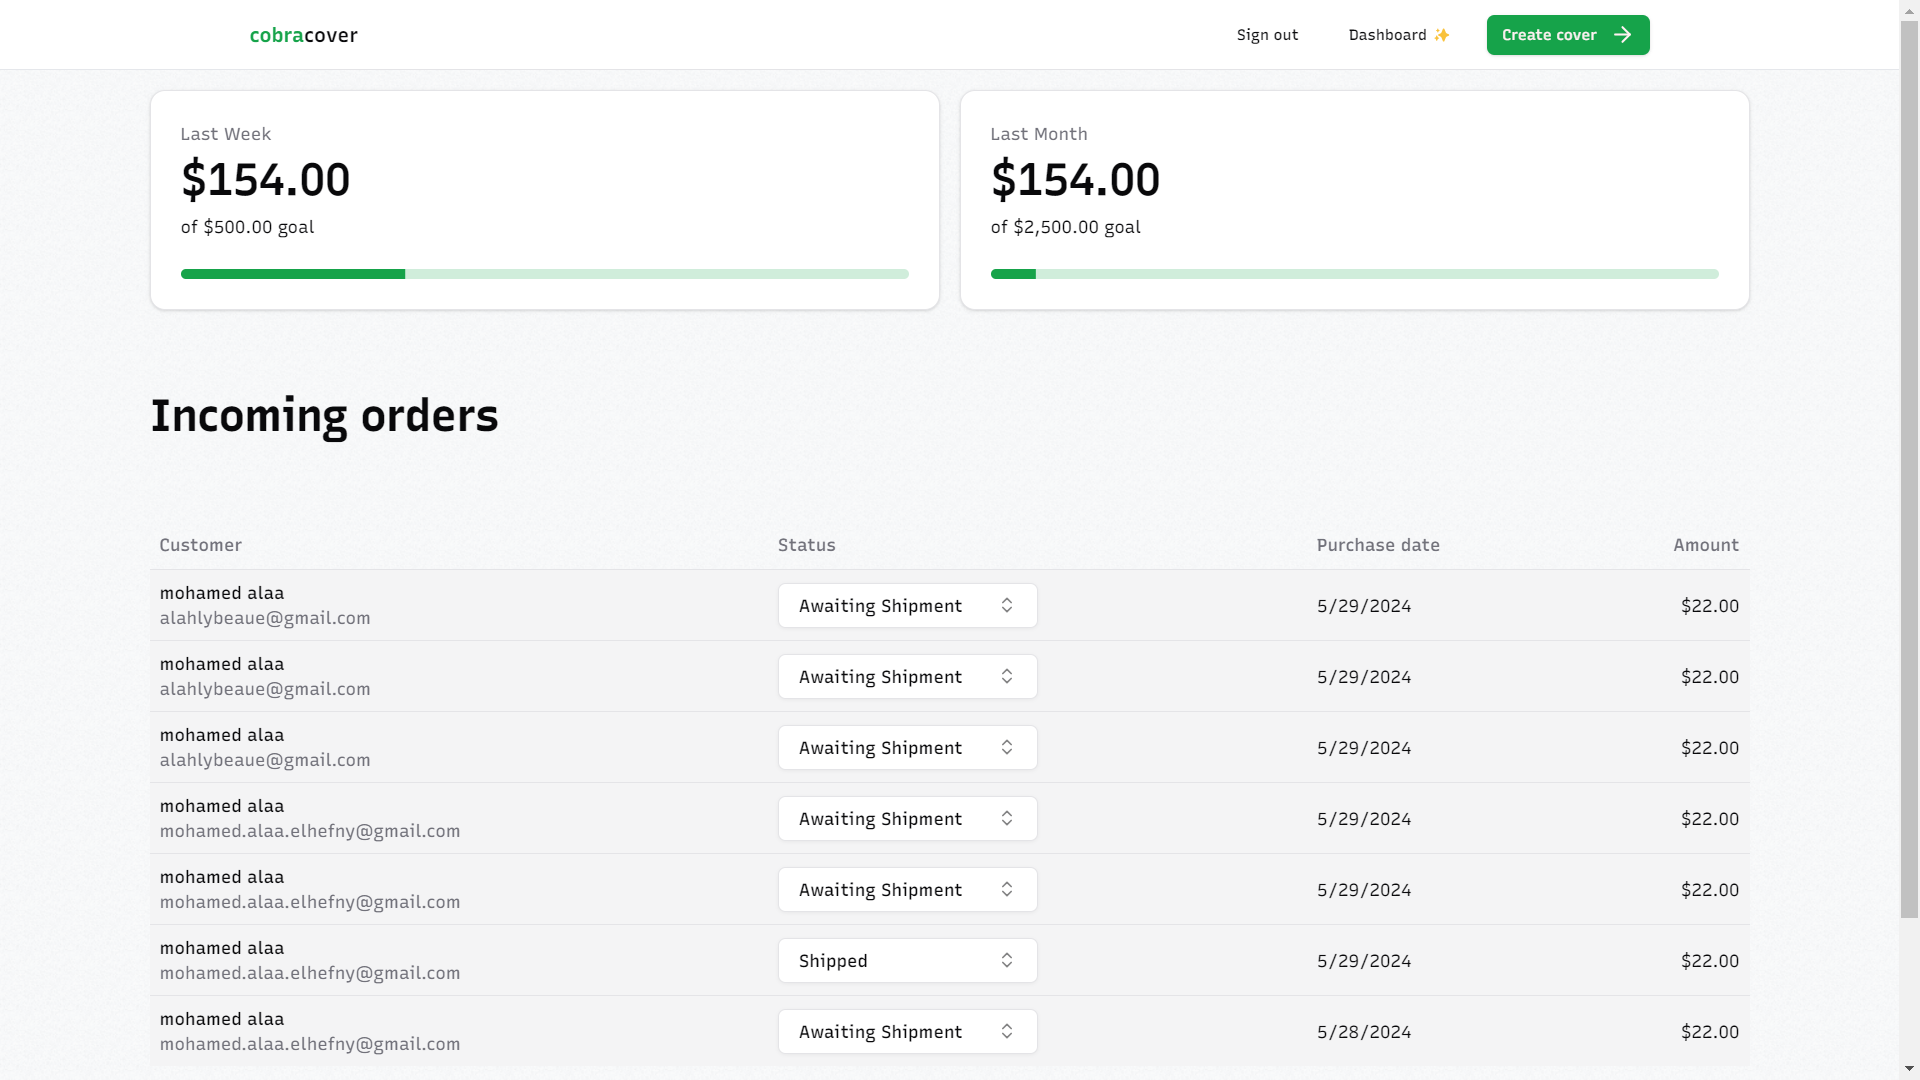 cobracover
Sign out
Dashboard ✨
Create cover
Last Week
$154.00
of $500.00 goal
Last Month
$154.00
of $2,500.00 goal
Incoming orders
Customer Status Purchase date Amount
mohamed alaa
alahlybeaue@gmail.com
Awaiting Shipment
5/29/2024
$22.00
mohamed alaa
alahlybeaue@gmail.com
Awaiting Shipment
5/29/2024
$22.00
mohamed alaa
alahlybeaue@gmail.com
Awaiting Shipment
5/29/2024
$22.00
mohamed alaa
mohamed.alaa.elhefny@gmail.com
Awaiting Shipment
5/29/2024
$22.00
mohamed alaa
mohamed.alaa.elhefny@gmail.com
Awaiting Shipment
5/29/2024
$22.00
mohamed alaa
mohamed.alaa.elhefny@gmail.com
Shipped
5/29/2024
$22.00
mohamed alaa
mohamed.alaa.elhefny@gmail.com
Awaiting Shipment
5/28/2024
$22.00